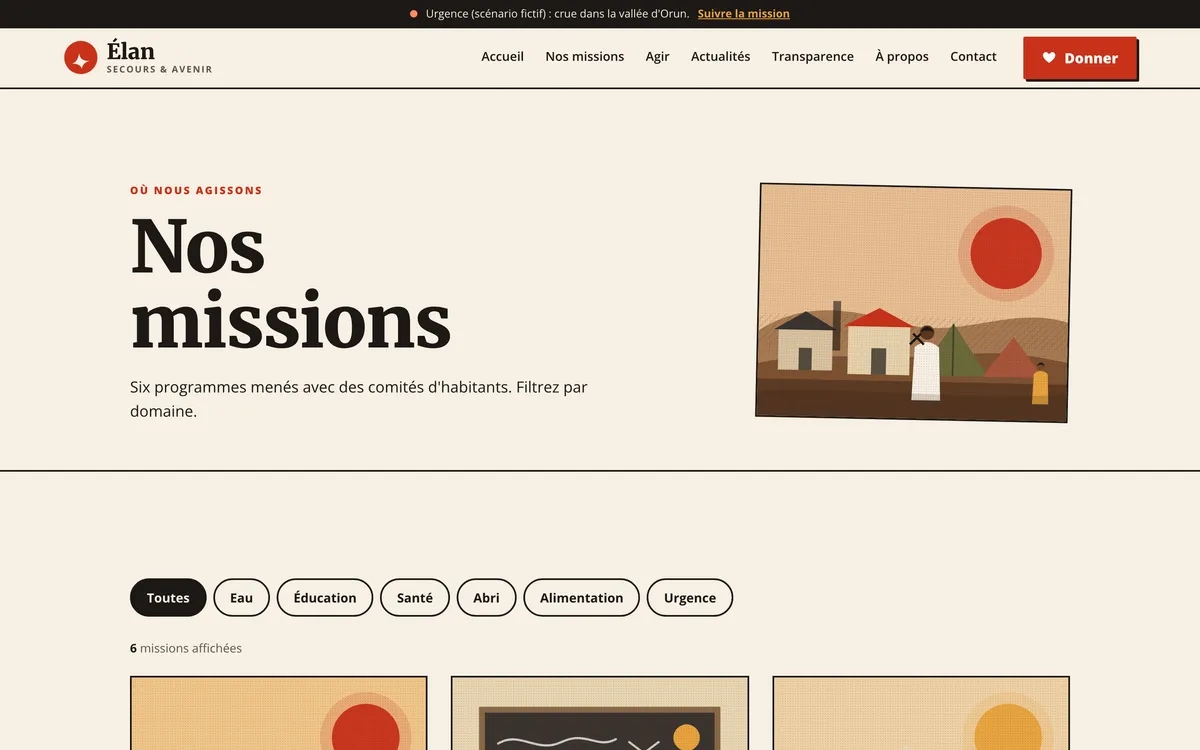 Urgence (scénario fictif) : crue dans la vallée d'Orun. Suivre la mission
Élan
SECOURS & AVENIR
Accueil Nos missions Agir Actualités Transparence À propos Contact Donner
OÙ NOUS AGISSONS
Nos
missions
Six programmes menés avec des comités d'habitants. Filtrez par
domaine.
Toutes Eau Éducation Santé Abri Alimentation Urgence
6 missions affichées